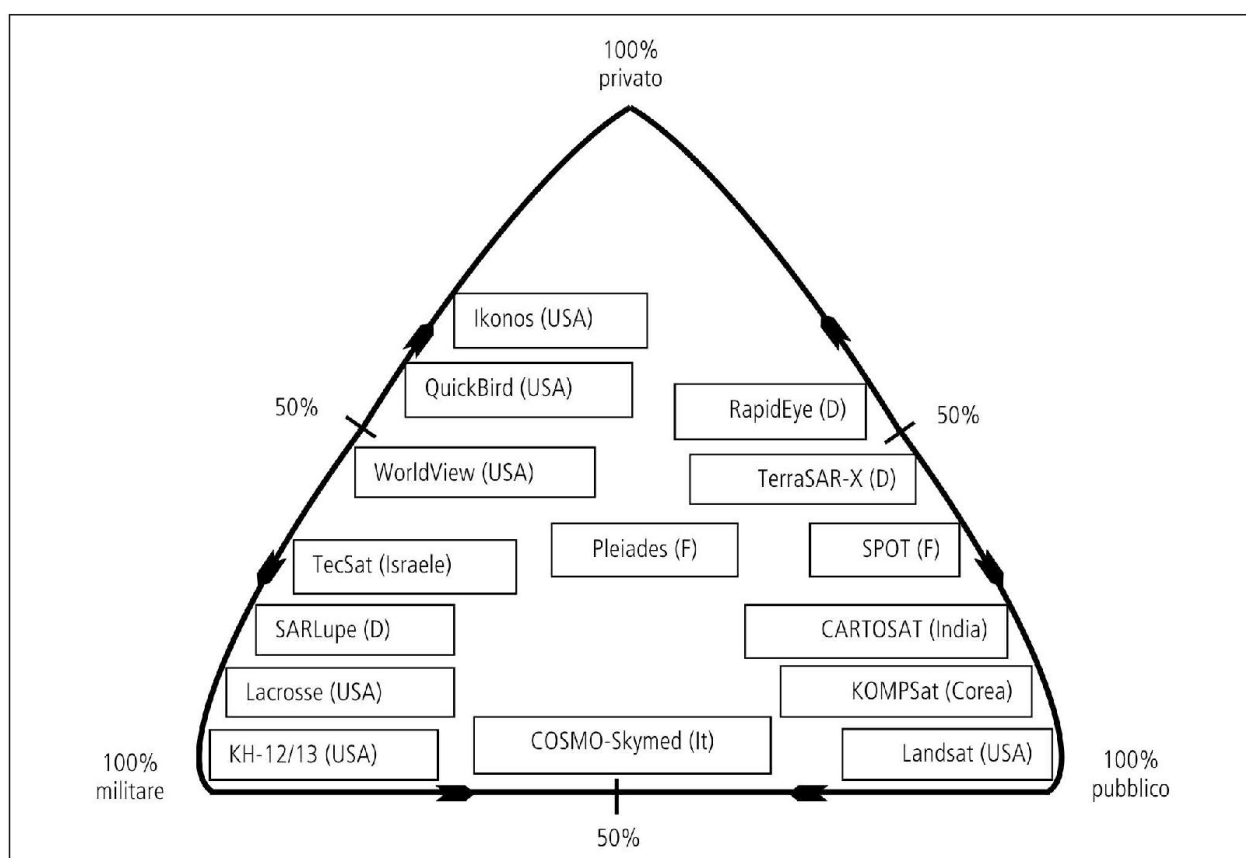 100%
privato
Ikonos (USA)
QuickBird (USA)
50%
RapidEye (D)
50%
WorldView (USA)
TerraSAR-X (D)
Pleiades (F)
SPOT (F)
TecSat (Israele)
SARLupe (D)
CARTOSAT (India)
Lacrosse (USA)
KOMPSat (Corea)
COSMO-Skymed (It)
KH-12/13 (USA)
Landsat (USA)
100%
militare
100%
pubblico
50%